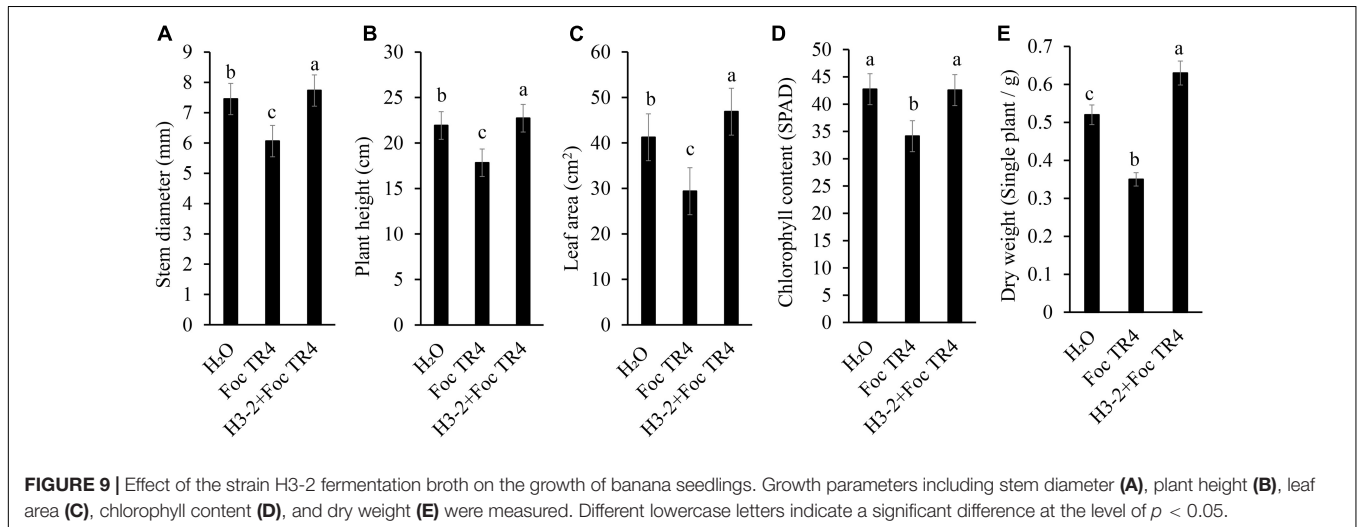 A
Stem diameter (mm)
9
8
7
6
5
4
3
2
1
0
b
c
a
H₂O
Foc TR4
H3-2+Foc TR4
B
Plant height (cm)
30
25
20
15
10
5
0
b
c
a
H₂O
Foc TR4
H3-2+Foc TR4
C
Leaf area (cm²)
60
50
40
30
20
10
0
b
c
a
H₂O
Foc TR4
H3-2+Foc TR4
D
Chlorophyll content (SPAD)
50
45
40
35
30
25
20
15
10
5
0
a
b
a
H₂O
Foc TR4
H3-2+Foc TR4
E
Dry weight (Single plant / g)
0.7
0.6
0.5
0.4
0.3
0.2
0.1
0
c
b
a
H₂O
Foc TR4
H3-2+Foc TR4
FIGURE 9 | Effect of the strain H3-2 fermentation broth on the growth of banana seedlings. Growth parameters including stem diameter (A), plant height (B), leaf
area (C), chlorophyll content (D), and dry weight (E) were measured. Different lowercase letters indicate a significant difference at the level of p < 0.05.